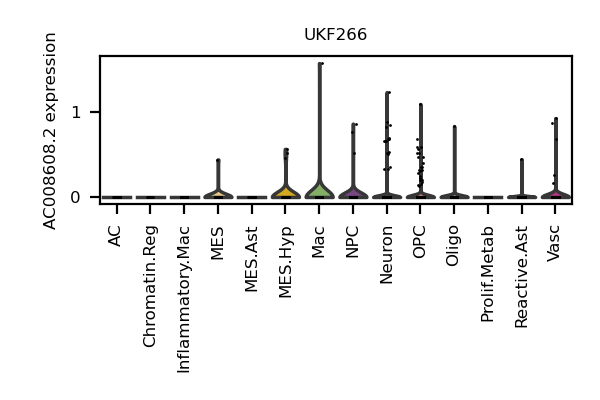 UKF266
AC008608.2 expression
1
0
AC
Chromatin.Reg
Inflammatory.Mac
MES
MES.Ast
MES.Hyp
Mac
NPC
Neuron
OPC
Oligo
Prolif.Metab
Reactive.Ast
Vasc